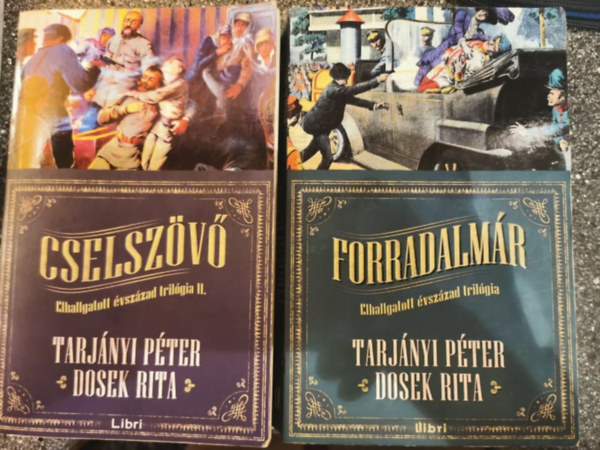 CSELSZÖVŐ
Elhallgatott évszázad trilógia II.
TARJÁNYI PÉTER
DOSEK RITA
Libri
FORRADALMÁR
Elhallgatott évszázad trilógia
TARJÁNYI PÉTER
DOSEK RITA
Libri